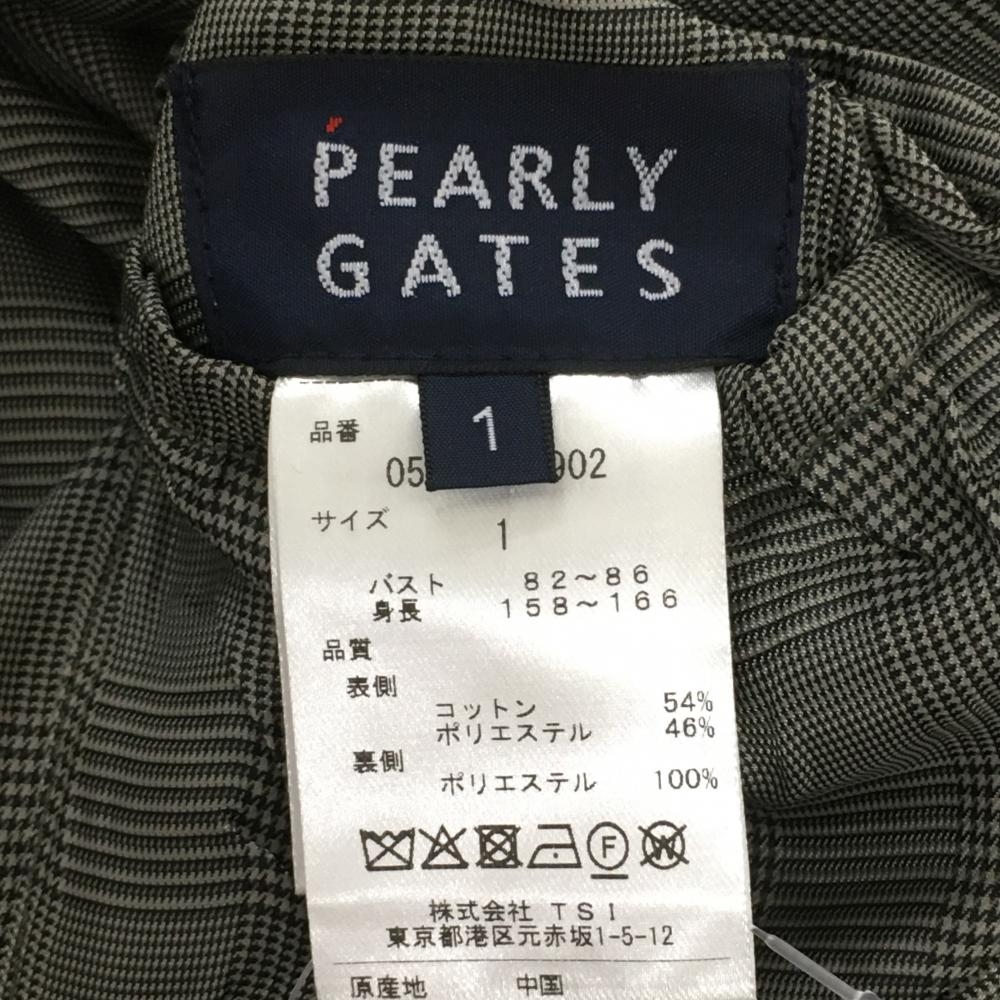 PEARLY
GATES
1
品番
05 902
サイズ
1
バスト 82～86
身長 158～166
品質
表側
コットン 54%
ポリエステル 46%
裏側
ポリエステル 100%
F W
株式会社 TSI
東京都港区元赤坂1-5-12
原産地 中国